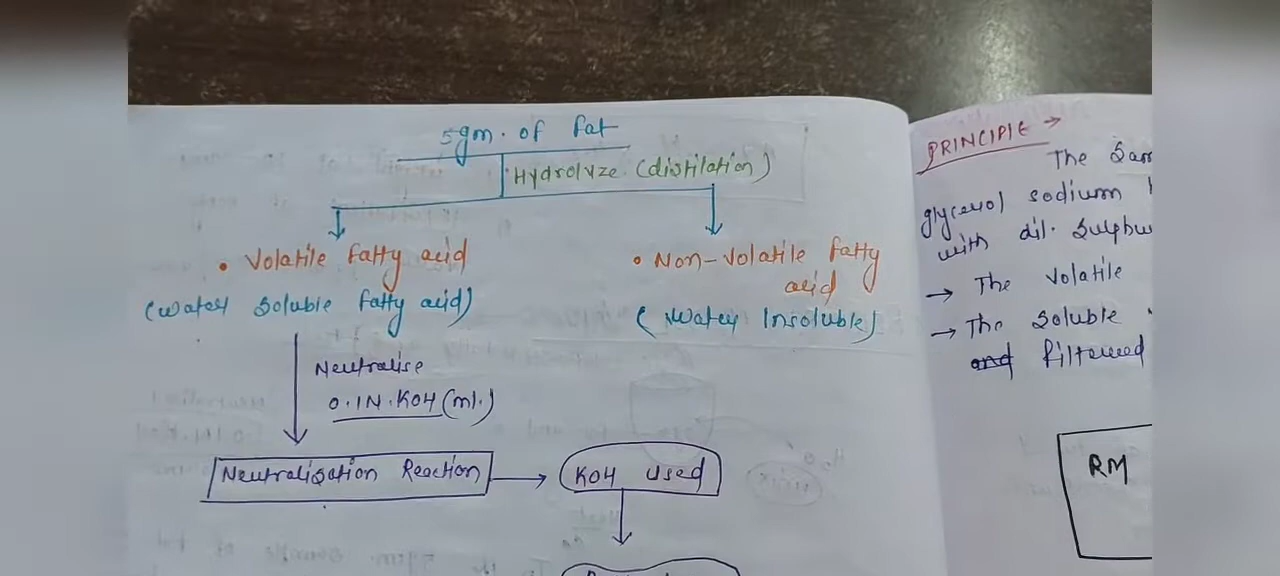 5gm. of fat
Hydrolyze. (distilation)
• Volatile fatty acid
(Water soluble fatty acid)
• Non-Volatile fatty
acid
(Water Insoluble)
Neutralise
0.1N.KOH (ml.)
Neutralisation Reaction
KOH used
PRINCIPLE →
The
glycerol sodium
with dil.
→ The Volatile
→ The soluble
and filtered
RM